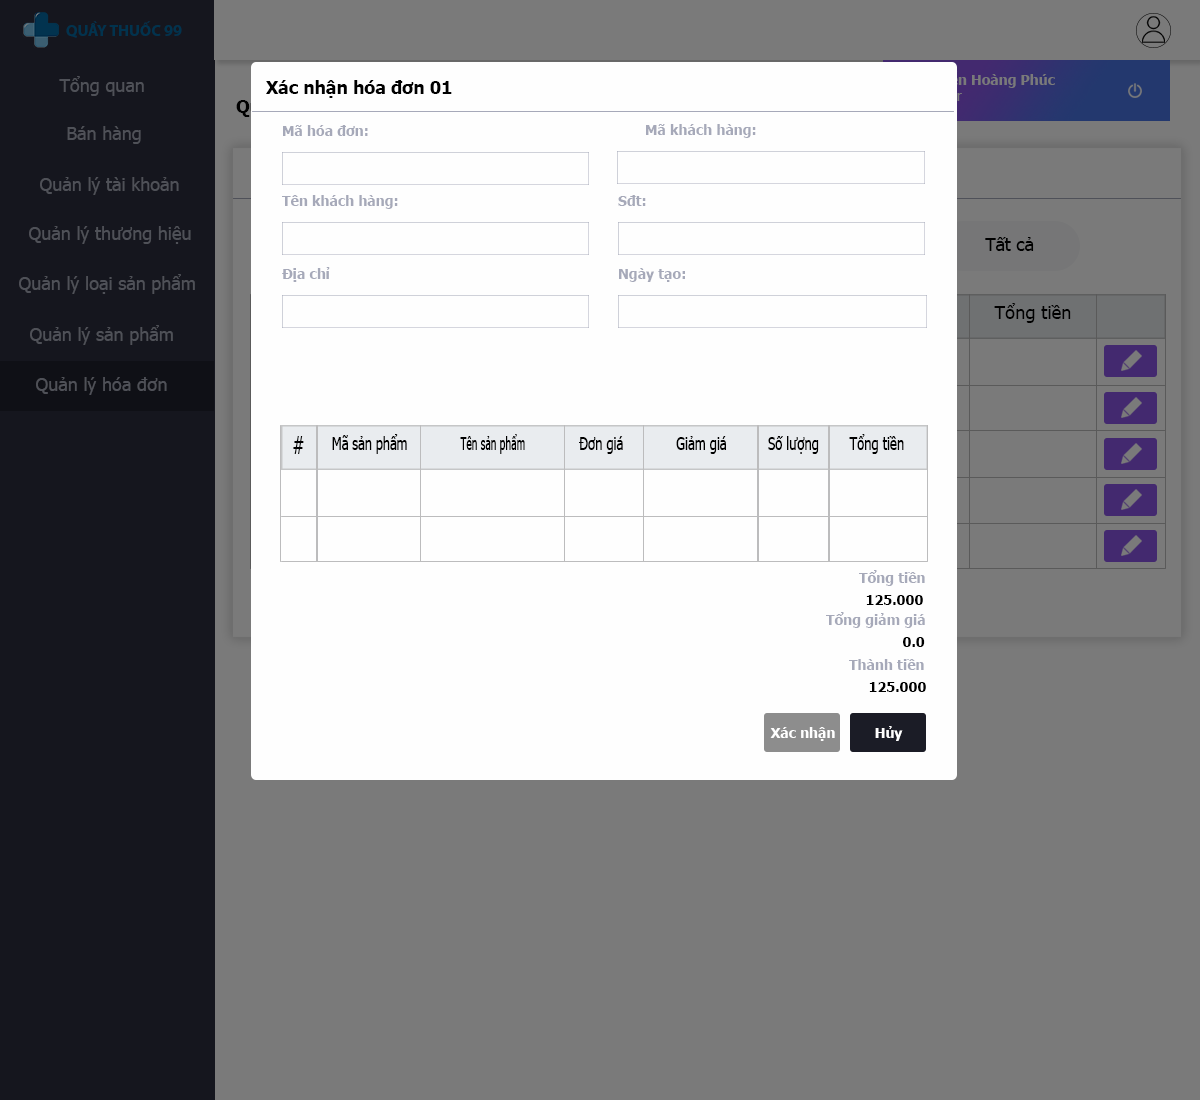 QUẦY THUỐC 99
Tổng quan
Bán hàng
Quản lý tài khoản
Quản lý thương hiệu
Quản lý loại sản phẩm
Quản lý sản phẩm
Quản lý hóa đơn
Hoàng Phúc
Xác nhận hóa đơn 01
Mã hóa đơn:
Mã khách hàng:
Tên khách hàng:
Sđt:
Địa chỉ
Ngày tạo:
Tất cả
Tổng tiền
# Mã sản phẩm Tên sản phẩm Đơn giá Giảm giá Số lượng Tổng tiền
Tổng tiền
125.000
Tổng giảm giá
0.0
Thành tiền
125.000
Xác nhận
Hủy